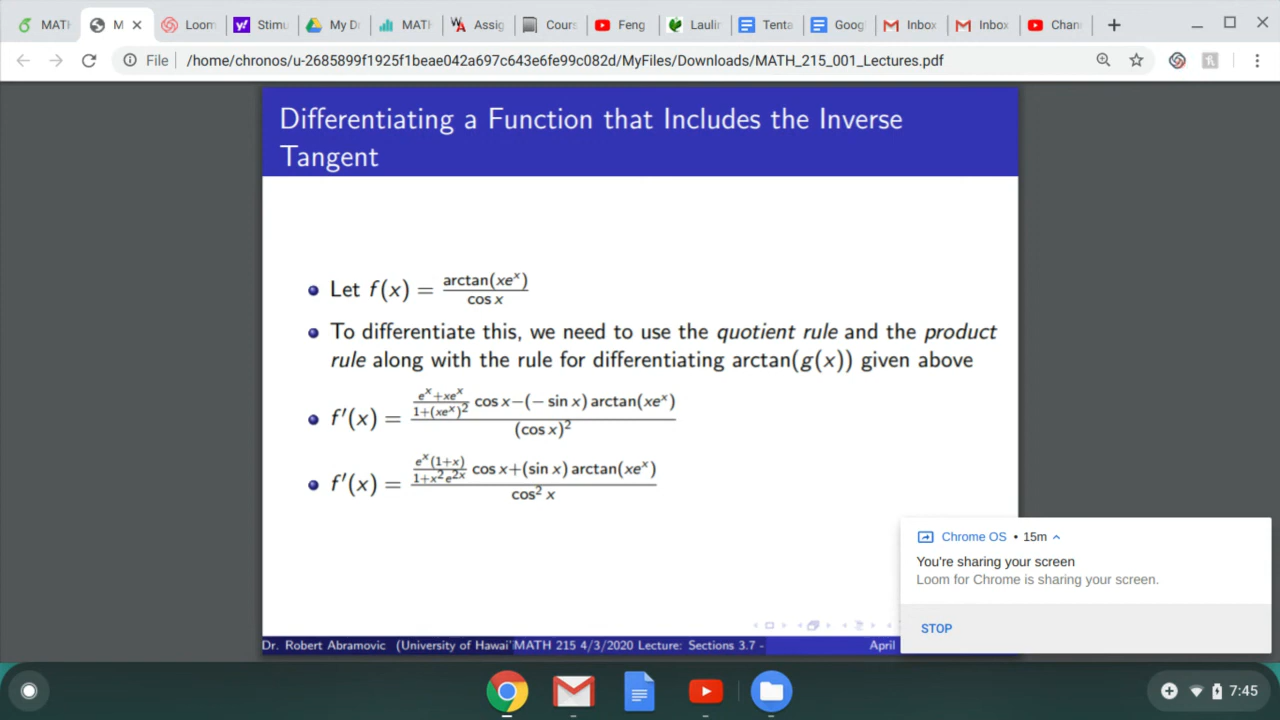 MATH
M
Loom
Stimu
My Dr
MATH
Assig
Cours
Feng
Laulim
Tenta
Goog
Inbox
Inbox
Chann
File
/home/chronos/u-2685899f1925f1beae042a697c643e6fe99c082d/MyFiles/Downloads/MATH_215_001_Lectures.pdf
Differentiating a Function that Includes the Inverse
Tangent
Let f(x) = arctan(xe^x) / cos x
To differentiate this, we need to use the quotient rule and the product
rule along with the rule for differentiating arctan(g(x)) given above
f′(x) = ((e^x+xe^x)/(1+(xe^x)^2) cos x−(− sin x) arctan(xe^x)) / (cos x)^2
f′(x) = ((e^x(1+x))/(1+x^2e^{2x}) cos x+(sin x) arctan(xe^x)) / cos^2 x
Chrome OS • 15m
You're sharing your screen
Loom for Chrome is sharing your screen.
STOP
Dr. Robert Abramovic (University of Hawai'i MATH 215 4/3/2020 Lecture: Sections 3.7 - April
7:45